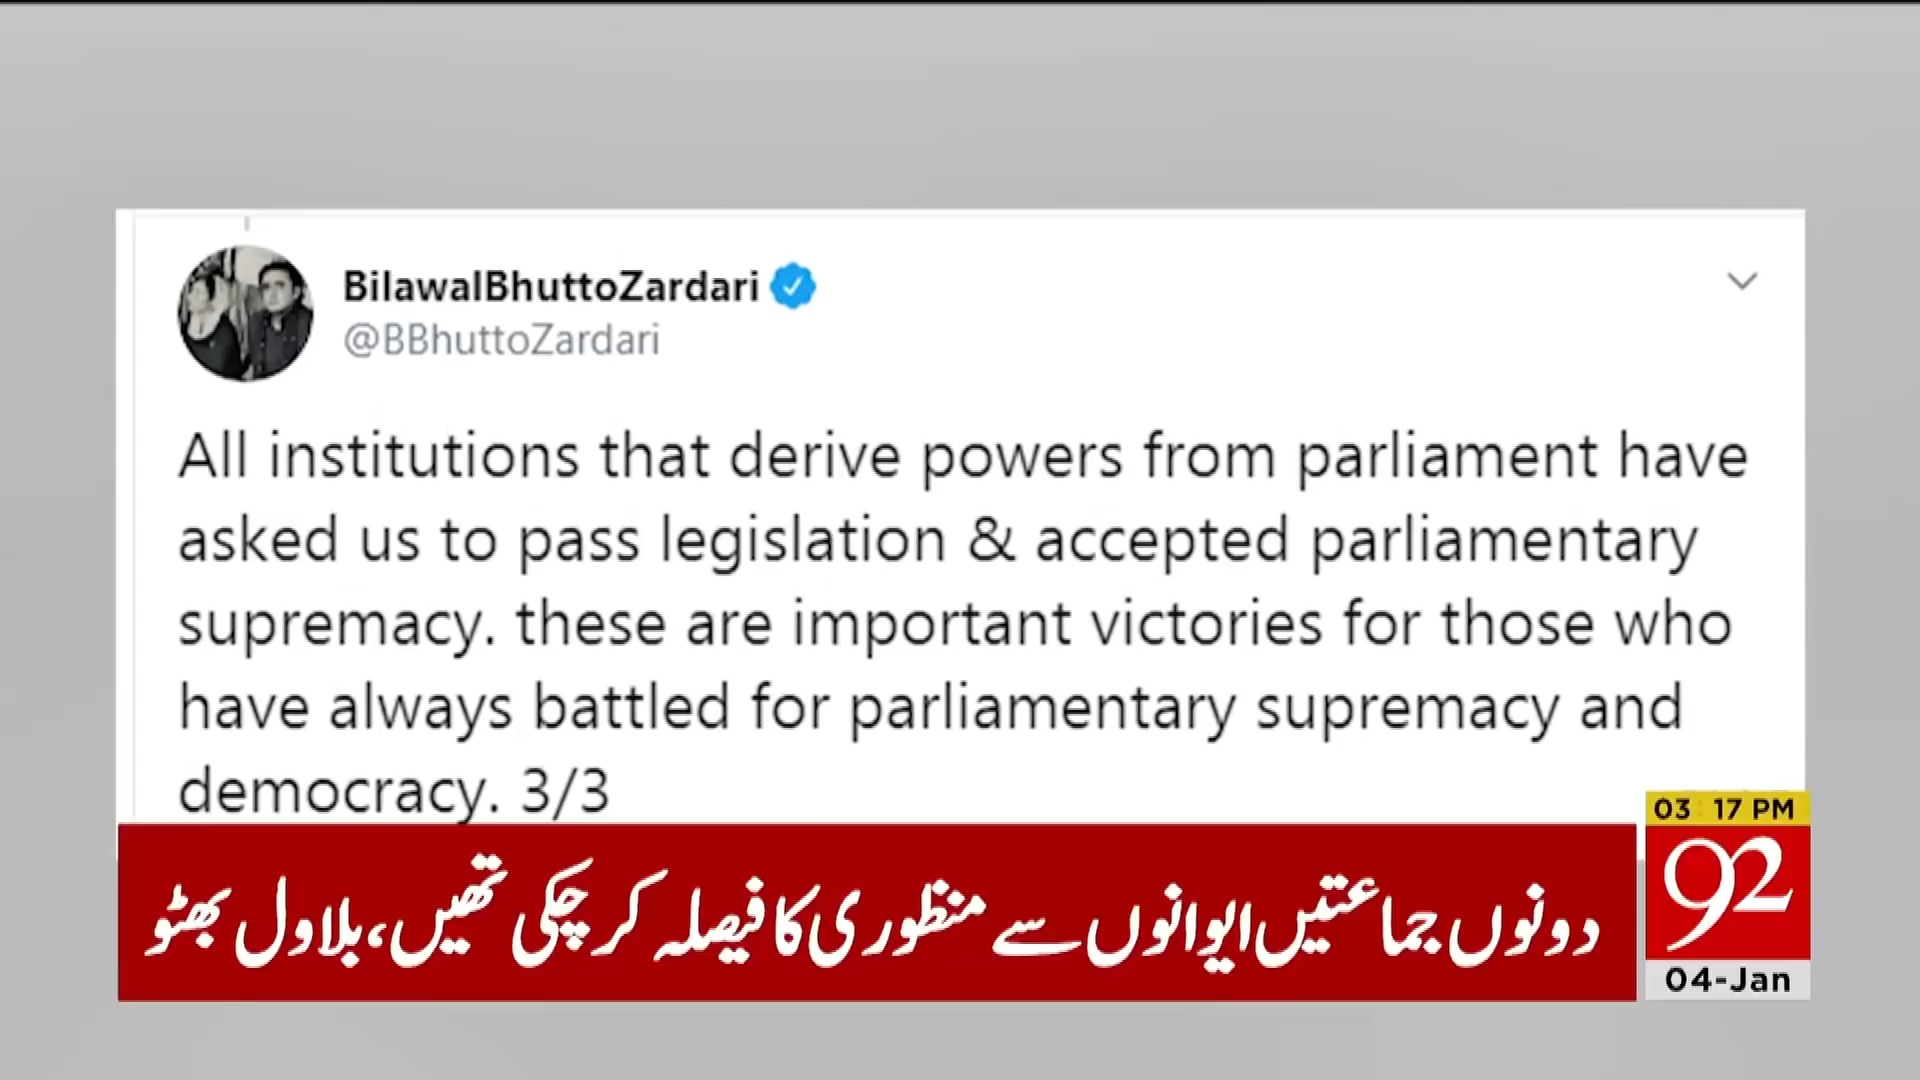 BilawalBhuttoZardari
@BBhuttoZardari
All institutions that derive powers from parliament have
asked us to pass legislation & accepted parliamentary
supremacy. these are important victories for those who
have always battled for parliamentary supremacy and
democracy. 3/3
03:17 PM
دونوں جماعتیں ایوانوں سے منظوری کا فیصلہ کر چکی تھیں، بلاول بھٹو
92
04-Jan